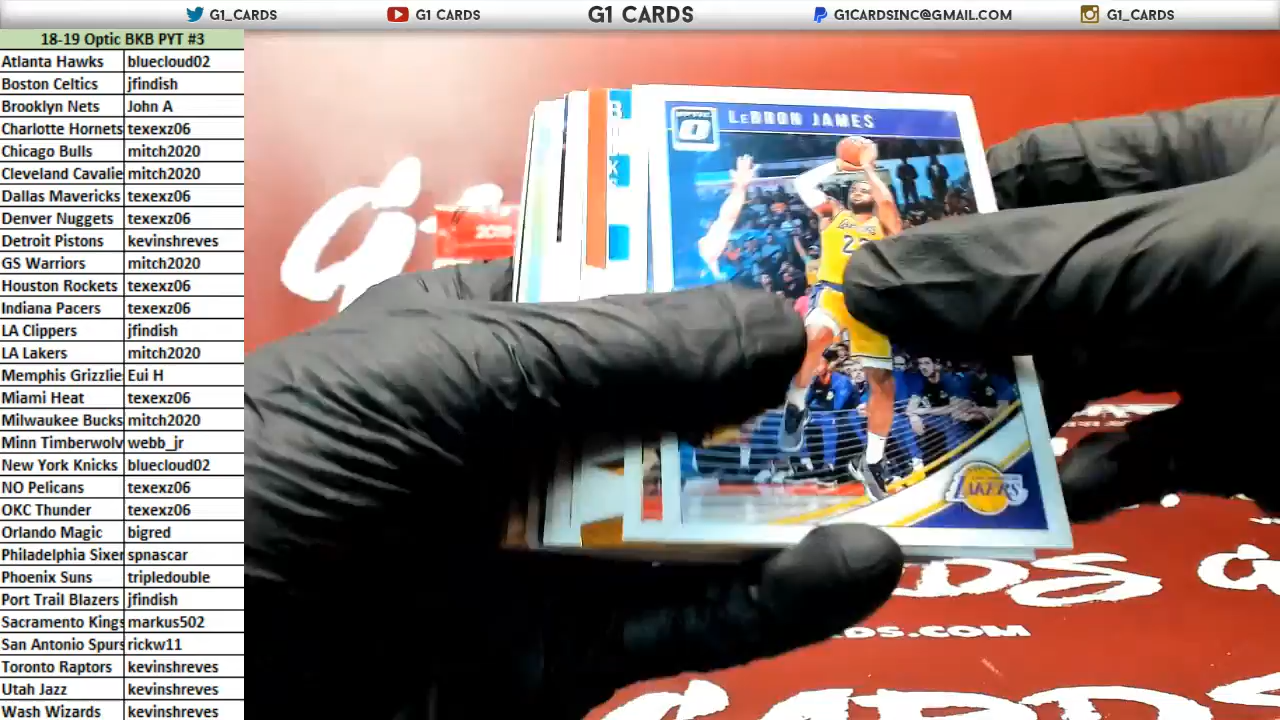 G1_CARDS
G1 CARDS
G1 CARDS
G1CARDSINC@GMAIL.COM
G1_CARDS
18-19 Optic BKB PYT #3
Atlanta Hawks bluecloud02
Boston Celtics jfindish
Brooklyn Nets John A
Charlotte Hornets texexz06
Chicago Bulls mitch2020
Cleveland Cavalie mitch2020
Dallas Mavericks texexz06
Denver Nuggets texexz06
Detroit Pistons kevinshreves
GS Warriors mitch2020
Houston Rockets texexz06
Indiana Pacers texexz06
LA Clippers jfindish
LA Lakers mitch2020
Memphis Grizzlie Eui H
Miami Heat texexz06
Milwaukee Bucks mitch2020
Minn Timberwolv webb_jr
New York Knicks bluecloud02
NO Pelicans texexz06
OKC Thunder texexz06
Orlando Magic bigred
Philadelphia Sixer spnascar
Phoenix Suns tripledouble
Port Trail Blazers jfindish
Sacramento Kings markus502
San Antonio Spurs rickw11
Toronto Raptors kevinshreves
Utah Jazz kevinshreves
Wash Wizards kevinshreves
LEBRON JAMES
LAKERS